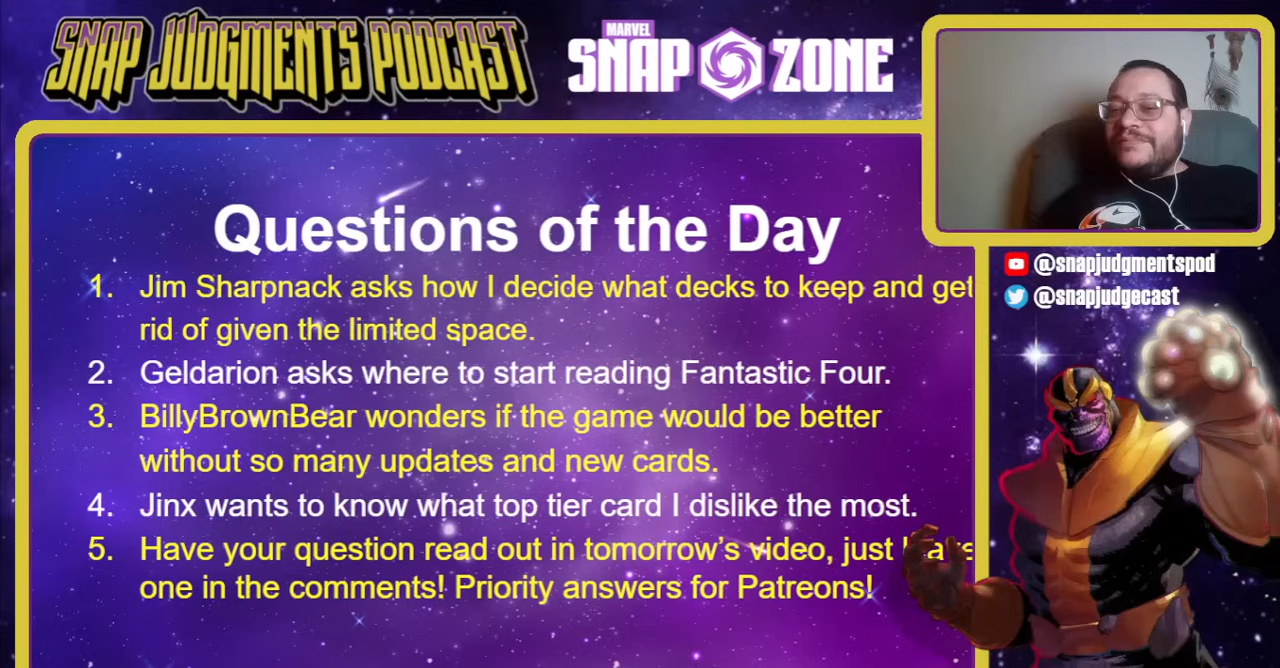 SNAP JUDGMENTS PODCAST
MARVEL
SNAP ZONE
Questions of the Day
1. Jim Sharpnack asks how I decide what decks to keep and get
rid of given the limited space.
2. Geldarion asks where to start reading Fantastic Four.
3. BillyBrownBear wonders if the game would be better
without so many updates and new cards.
4. Jinx wants to know what top tier card I dislike the most.
5. Have your question read out in tomorrow's video, just
one in the comments! Priority answers for Patreons!
@snapjudgmentspod
@snapjudgecast